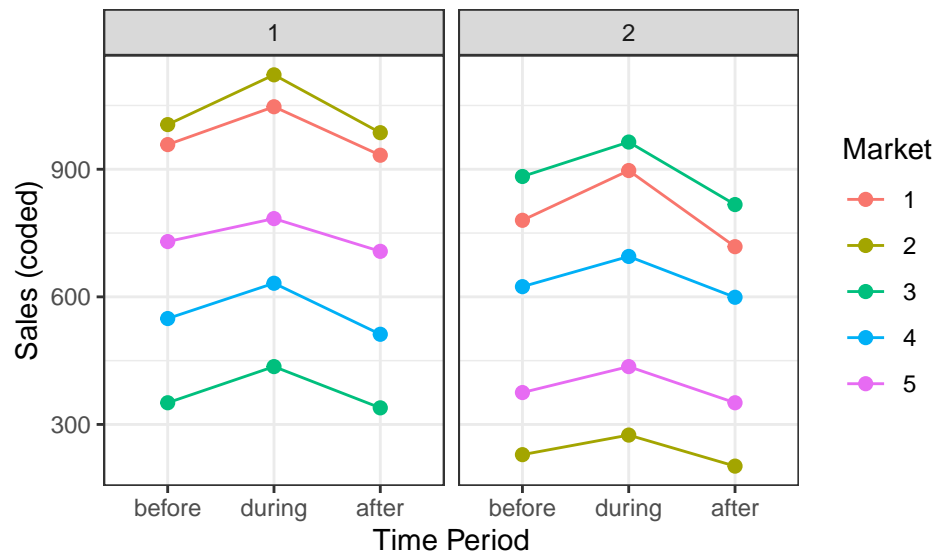 1
2
Sales (coded)
900
600
300
before
during
after
before
during
after
Time Period
Market
1
2
3
4
5